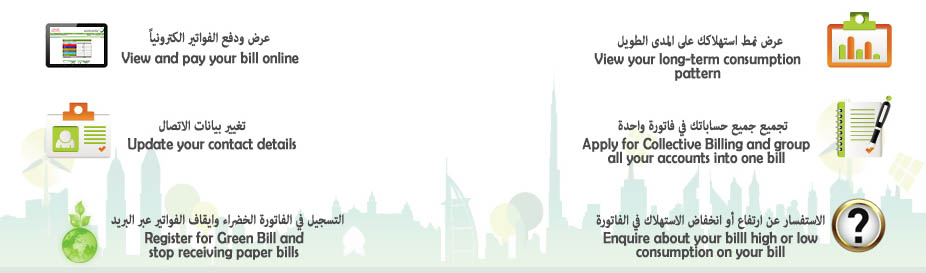 عرض ودفع الفواتير الكترونياً
View and pay your bill online
تغيير بيانات الاتصال
Update your contact details
التسجيل في الفاتورة الخضراء وايقاف الفواتير عبر البريد
Register for Green Bill and
stop receiving paper bills
عرض نمط استهلاكك على المدى الطويل
View your long-term consumption
pattern
تجميع جميع حساباتك في فاتورة واحدة
Apply for Collective Billing and group
all your accounts into one bill
الاستفسار عن ارتفاع أو انخفاض الاستهلاك في الفاتورة
Enquire about your billl high or low
consumption on your bill
?